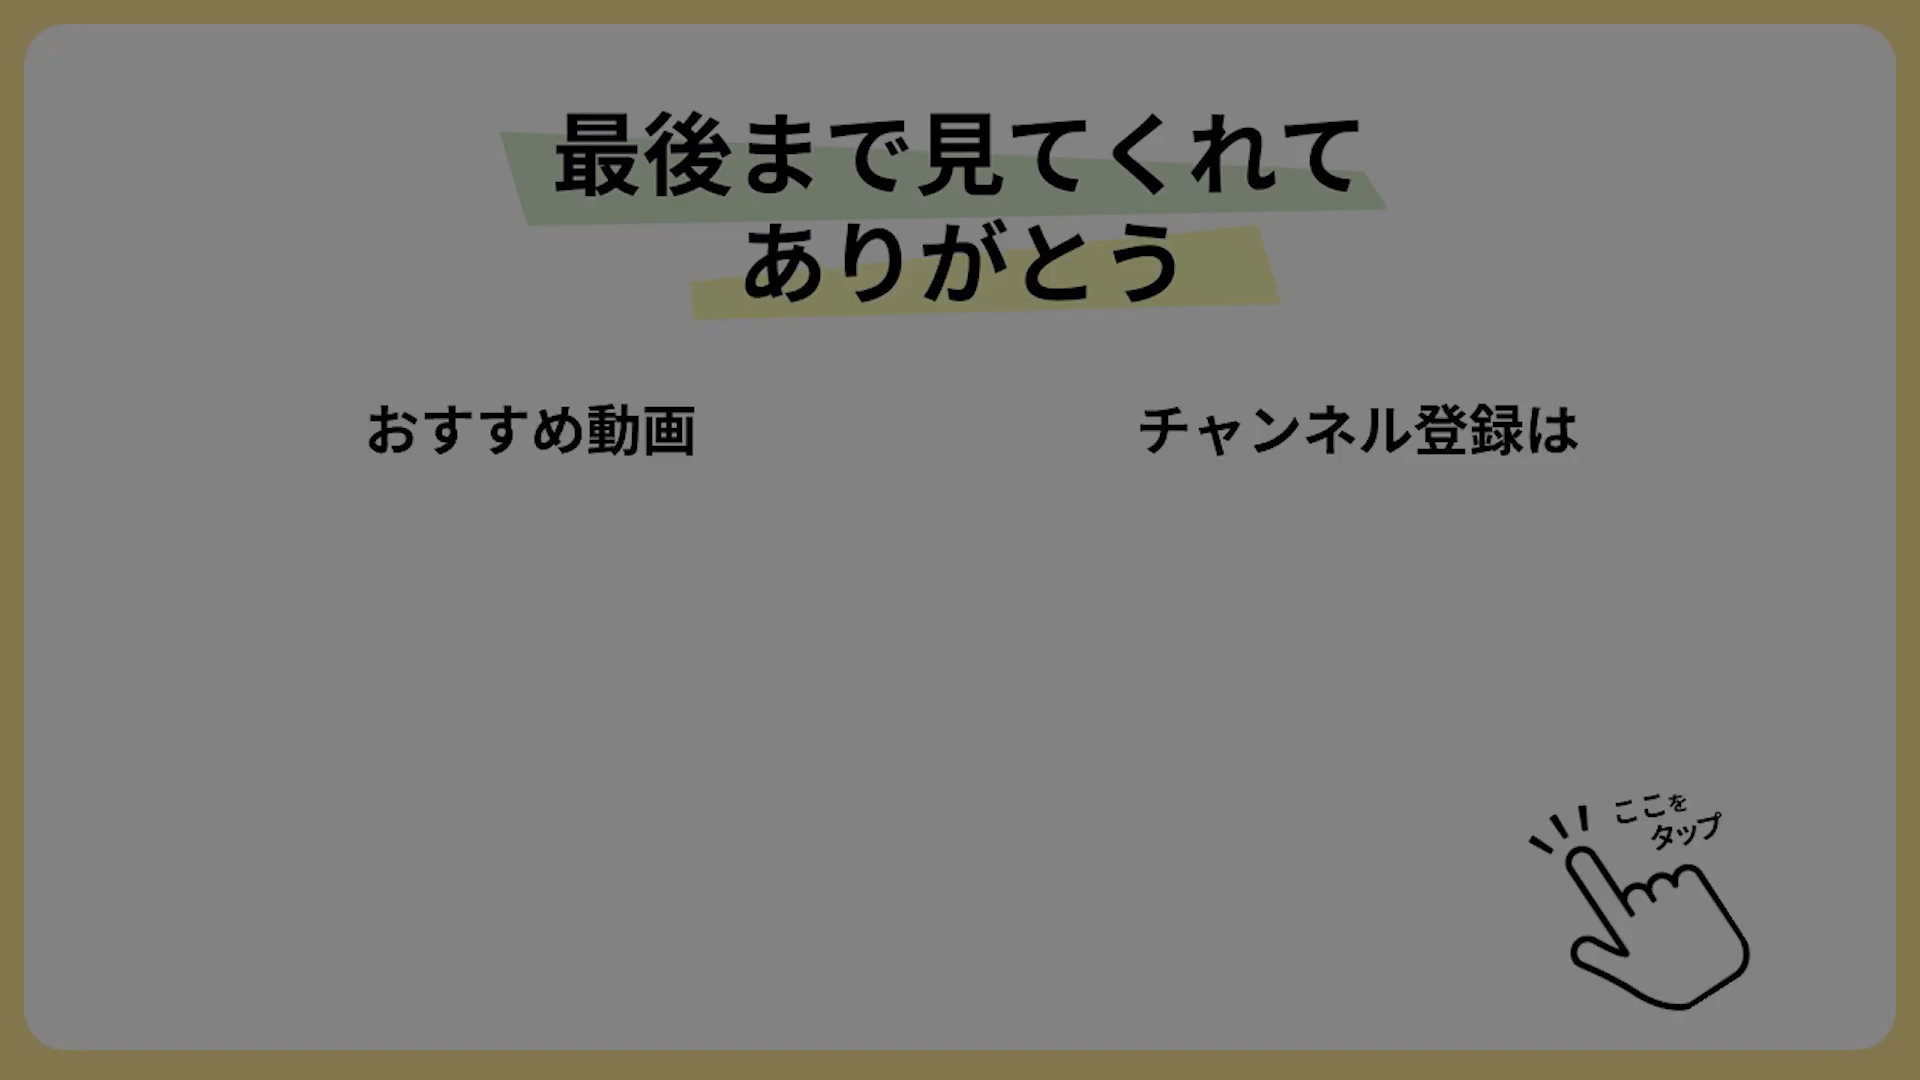 最後まで見てくれて
ありがとう
おすすめ動画
チャンネル登録は
ここを
タップ